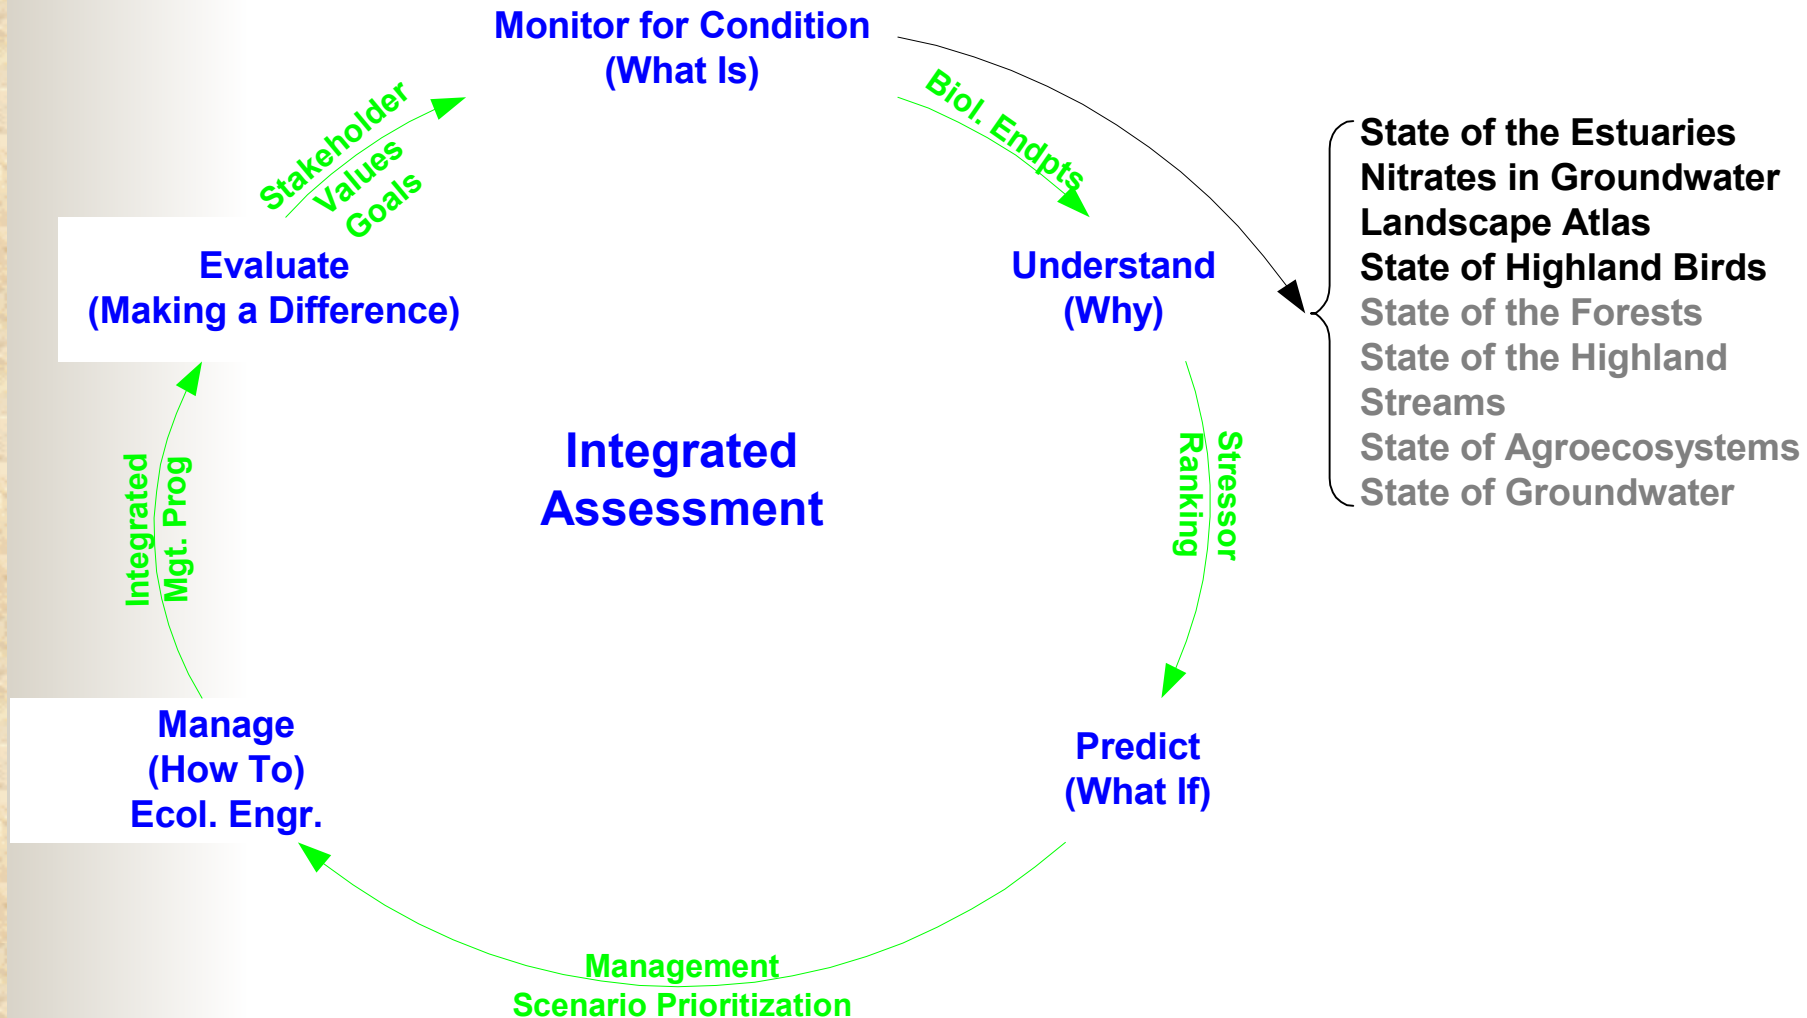 Monitor for Condition
(What Is)
Biol. Endpts
State of the Estuaries
Nitrates in Groundwater
Landscape Atlas
State of Highland Birds
State of the Forests
State of the Highland
Streams
State of Agroecosystems
State of Groundwater
Understand
(Why)
Stressor
Ranking
Predict
(What If)
Management
Scenario Prioritization
Manage
(How To)
Ecol. Engr.
Integrated
Mgt. Prog
Evaluate
(Making a Difference)
Stakeholder
Values
Goals
Integrated
Assessment